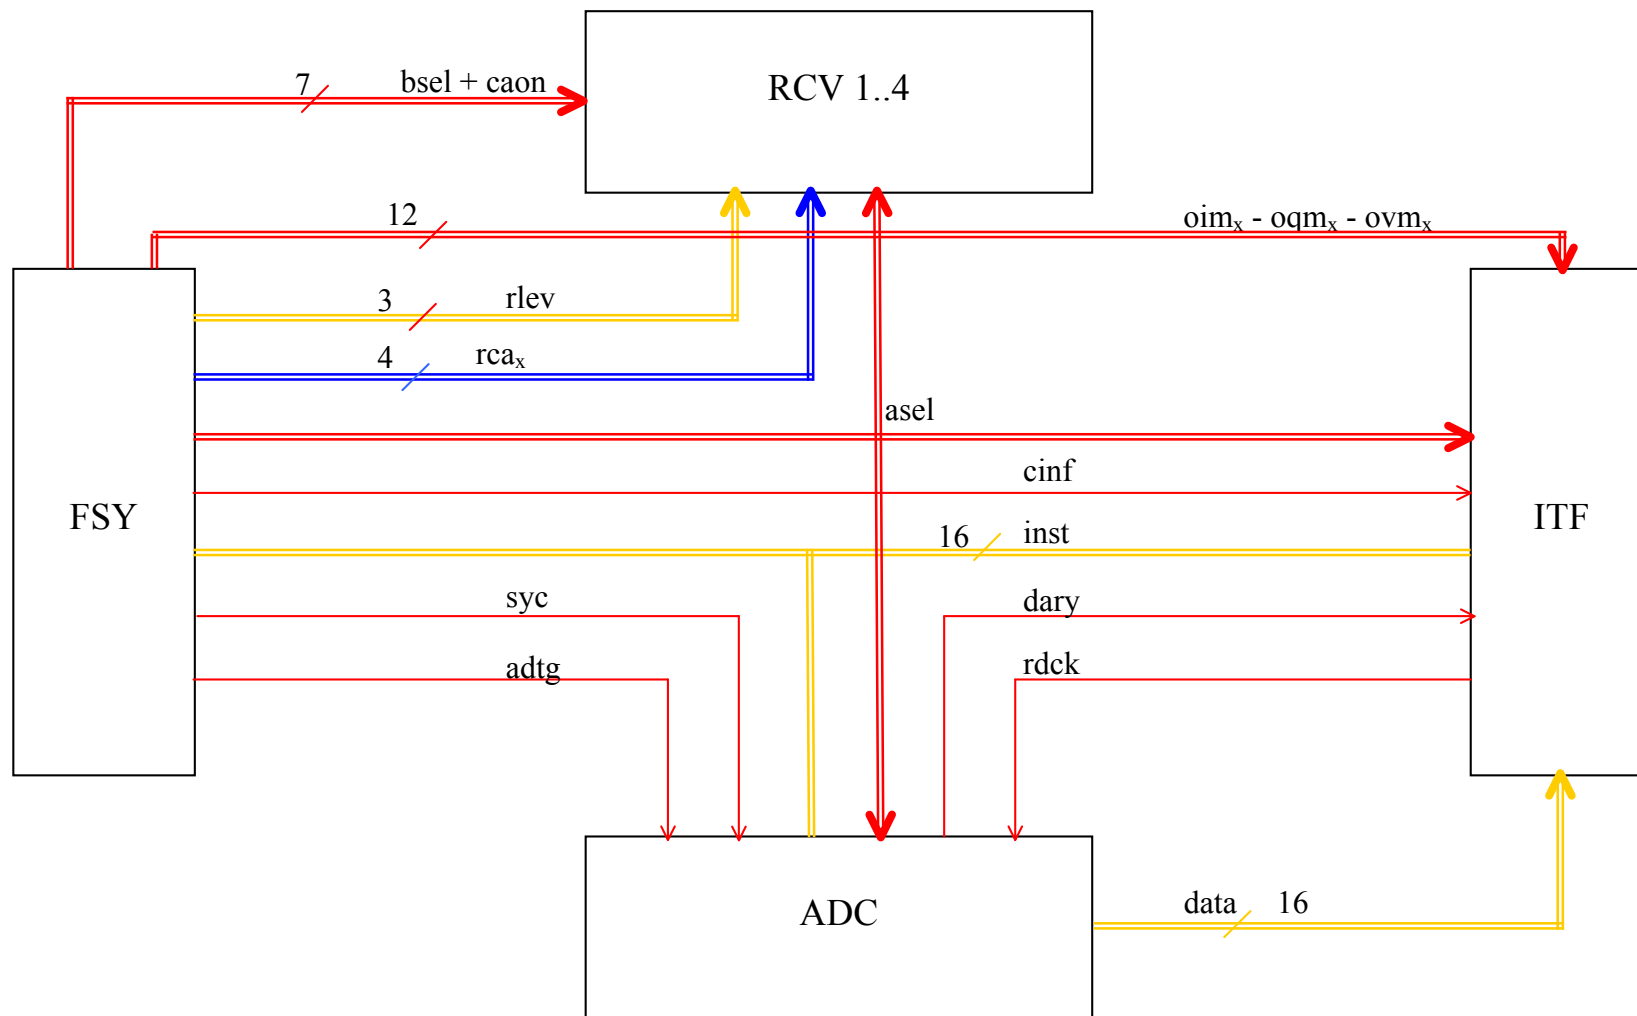 7 bsel + caon
RCV 1..4
12
oimₓ - oqmₓ - ovmₓ
3 rlev
4 rcaₓ
asel
cinf
FSY
16 inst
ITF
syc
dary
adtg
rdck
ADC
data 16